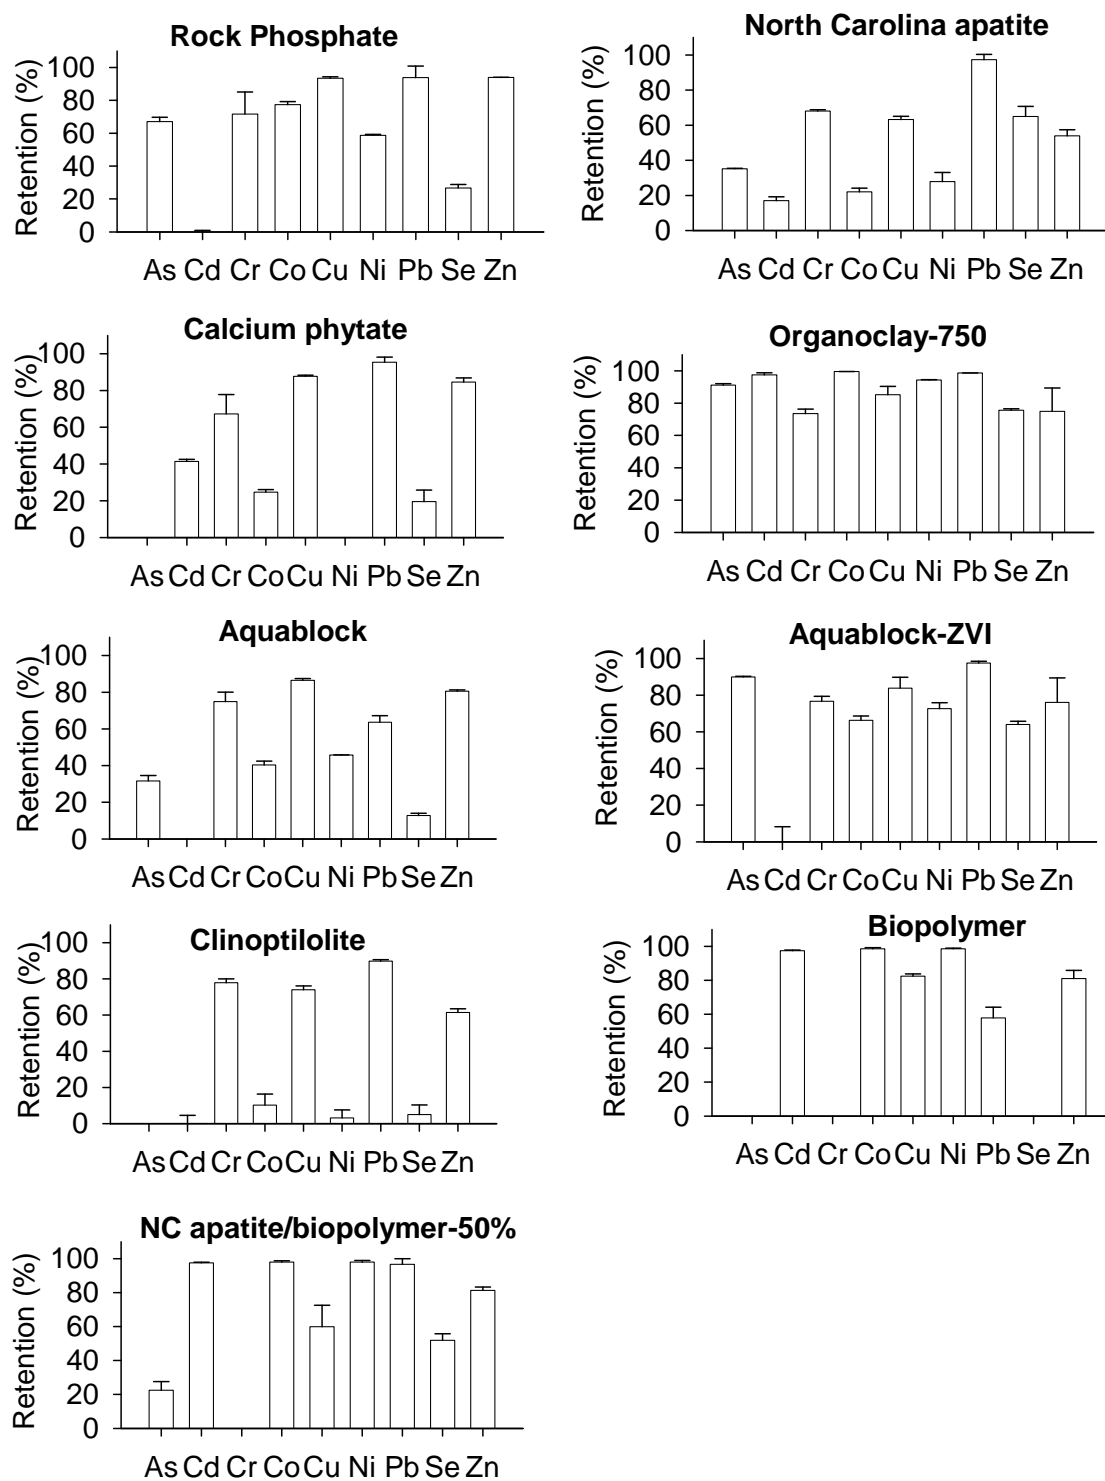 Rock Phosphate
Retention (%)
100
80
60
40
20
0
As Cd Cr Co Cu Ni Pb Se Zn
North Carolina apatite
Retention (%)
100
80
60
40
20
0
As Cd Cr Co Cu Ni Pb Se Zn
Calcium phytate
Retention (%)
100
80
60
40
20
0
As Cd Cr Co Cu Ni Pb Se Zn
Organoclay-750
Retention (%)
100
80
60
40
20
0
As Cd Cr Co Cu Ni Pb Se Zn
Aquablock
Retention (%)
100
80
60
40
20
0
As Cd Cr Co Cu Ni Pb Se Zn
Aquablock-ZVI
Retention (%)
100
80
60
40
20
0
As Cd Cr Co Cu Ni Pb Se Zn
Clinoptilolite
Retention (%)
100
80
60
40
20
0
As Cd Cr Co Cu Ni Pb Se Zn
Biopolymer
Retention (%)
100
80
60
40
20
0
As Cd Cr Co Cu Ni Pb Se Zn
NC apatite/biopolymer-50%
Retention (%)
100
80
60
40
20
0
As Cd Cr Co Cu Ni Pb Se Zn